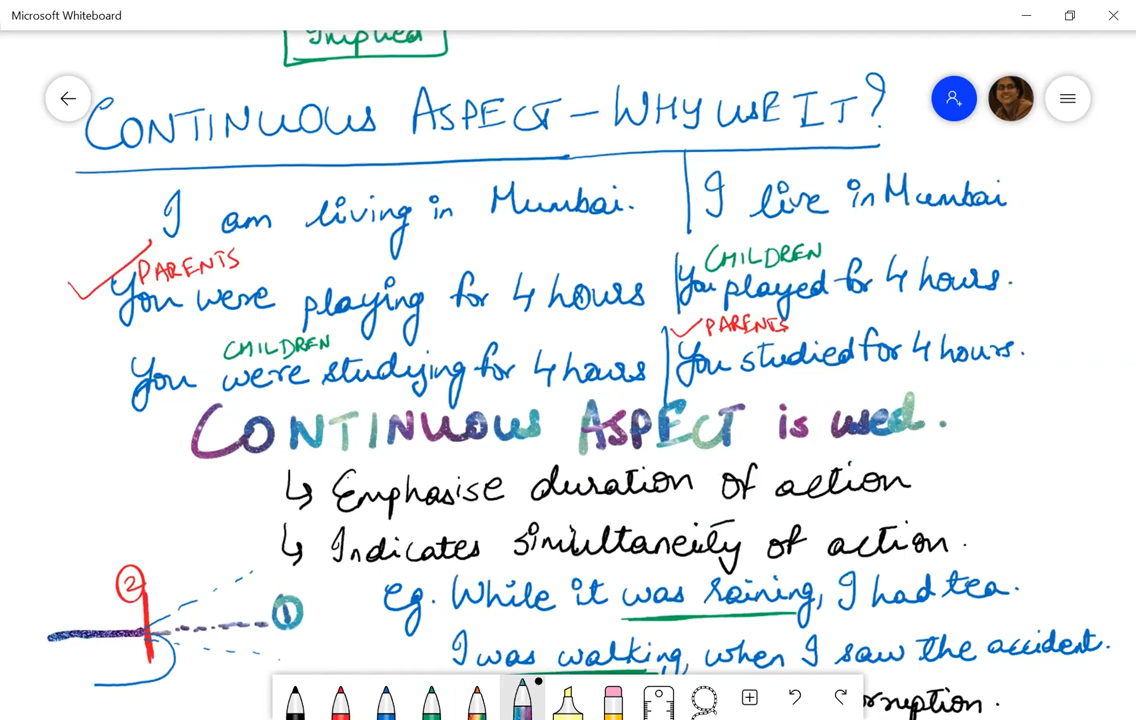 Microsoft Whiteboard
Implied
CONTINUOUS ASPECT - WHY USE IT?
I am living in Mumbai. | I live in Mumbai
PARENTS CHILDREN
You were playing for 4 hours | You played for 4 hours.
CHILDREN PARENTS
You were studying for 4 hours | You studied for 4 hours.
CONTINUOUS ASPECT is used.
↳ Emphasise duration of action
↳ Indicates simultaneity of action.
② ①
eg. While it was raining, I had tea.
I was walking, when I saw the accident.